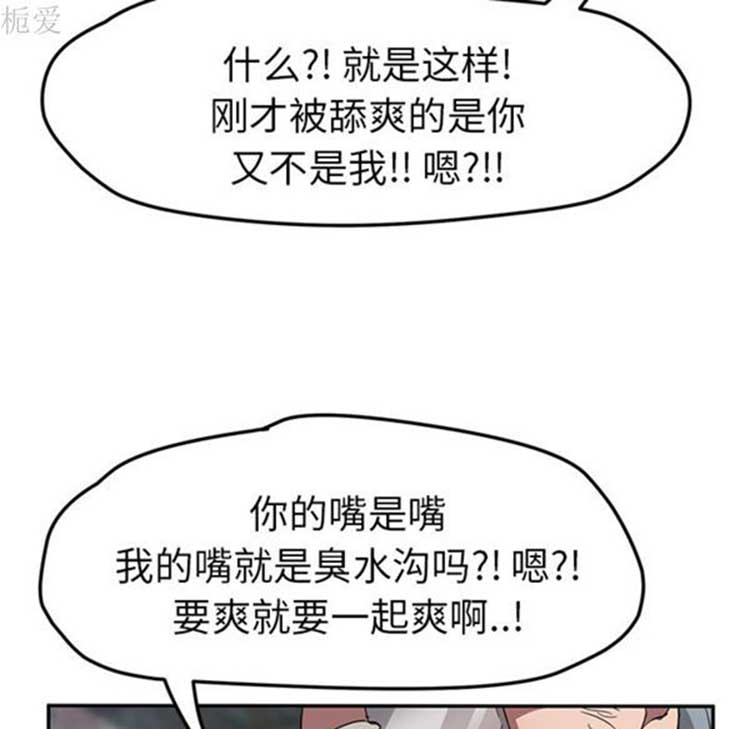 栀爱
什么?! 就是这样!
刚才被舔爽的是你
又不是我!! 嗯?!!
你的嘴是嘴
我的嘴就是臭水沟吗?! 嗯?!
要爽就要一起爽啊..!